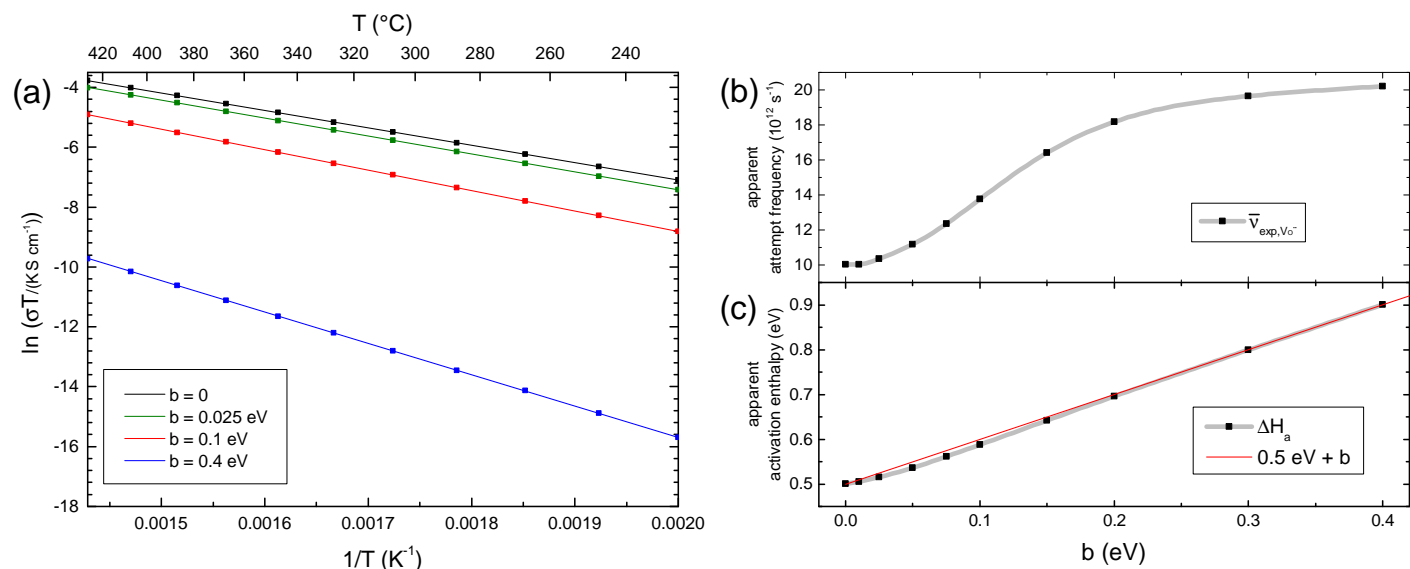 T (°C)
420 400 380 360 340 320 300 280 260 240
(a)
-4
-6
-8
-10
-12
-14
-16
-18
ln (σT/(KS cm⁻¹))
b = 0
b = 0.025 eV
b = 0.1 eV
b = 0.4 eV
0.0015 0.0016 0.0017 0.0018 0.0019 0.0020
1/T (K⁻¹)
(b)
20
18
16
14
12
10
apparent
attempt frequency (10¹² s⁻¹)
ν̅exp,Vo⁻
(c)
0.9
0.8
0.7
0.6
0.5
apparent
activation enthalpy (eV)
ΔHₐ
0.5 eV + b
0.0 0.1 0.2 0.3 0.4
b (eV)